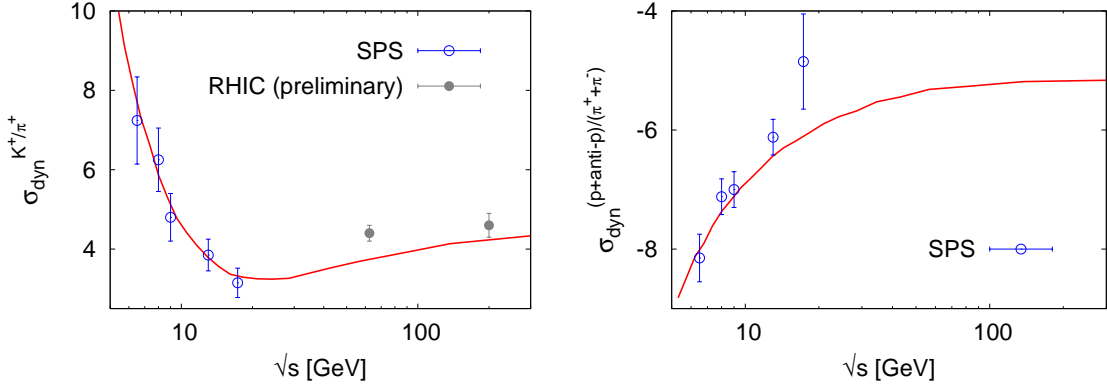 10
8
6
4
10
100
σdyn K⁺/π⁺
√s [GeV]
SPS
RHIC (preliminary)
-4
-6
-8
10
100
σdyn (p+anti-p)/(π⁺+π⁻)
√s [GeV]
SPS